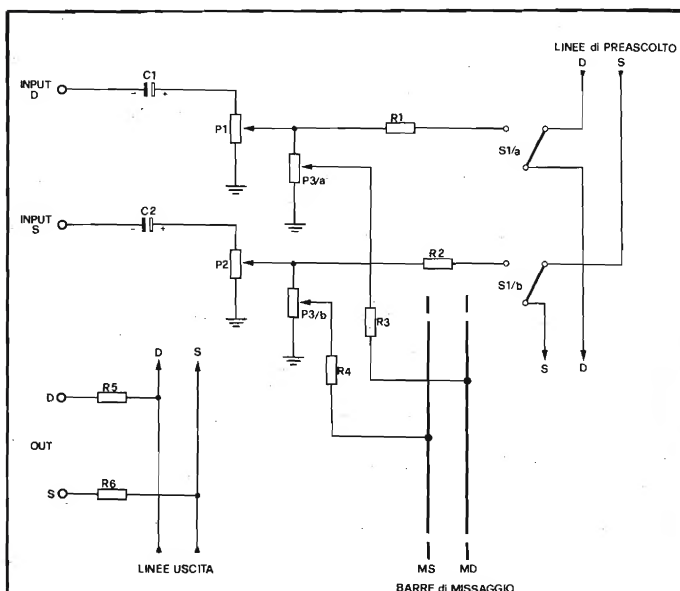 LINEE di PREASCOLTO
D S
INPUT
D
C1
- +
P1
R1
S1/a
P3/a
INPUT
S
C2
- +
P2
R2
S1/b
P3/b
R3
R4
S D
D S
D
R5
OUT
S
R6
LINEE USCITA
MS MD
BARRE di MISSAGGIO